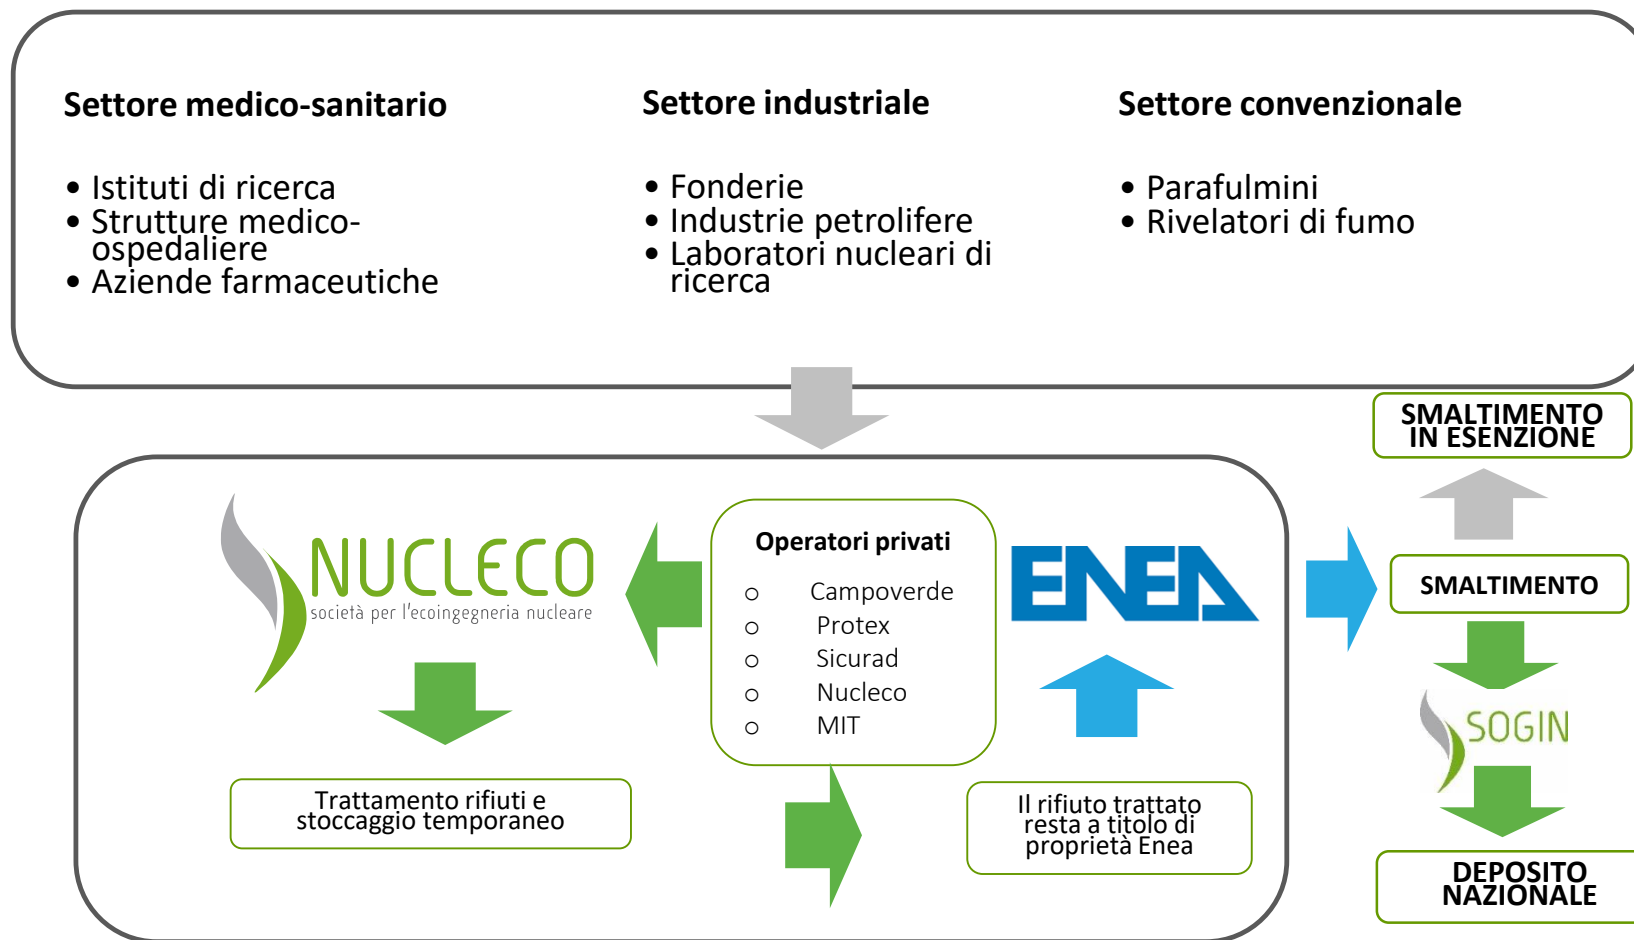 Settore medico-sanitario
• Istituti di ricerca
• Strutture medico-
ospedaliere
• Aziende farmaceutiche
Settore industriale
• Fonderie
• Industrie petrolifere
• Laboratori nucleari di
ricerca
Settore convenzionale
• Parafulmini
• Rivelatori di fumo
NUCLECO
società per l'ecoingegneria nucleare
Trattamento rifiuti e
stoccaggio temporaneo
Operatori privati
o Campoverde
o Protex
o Sicurad
o Nucleco
o MIT
ENEA
Il rifiuto trattato
resta a titolo di
proprietà Enea
SMALTIMENTO
IN ESENZIONE
SMALTIMENTO
SOGIN
DEPOSITO
NAZIONALE